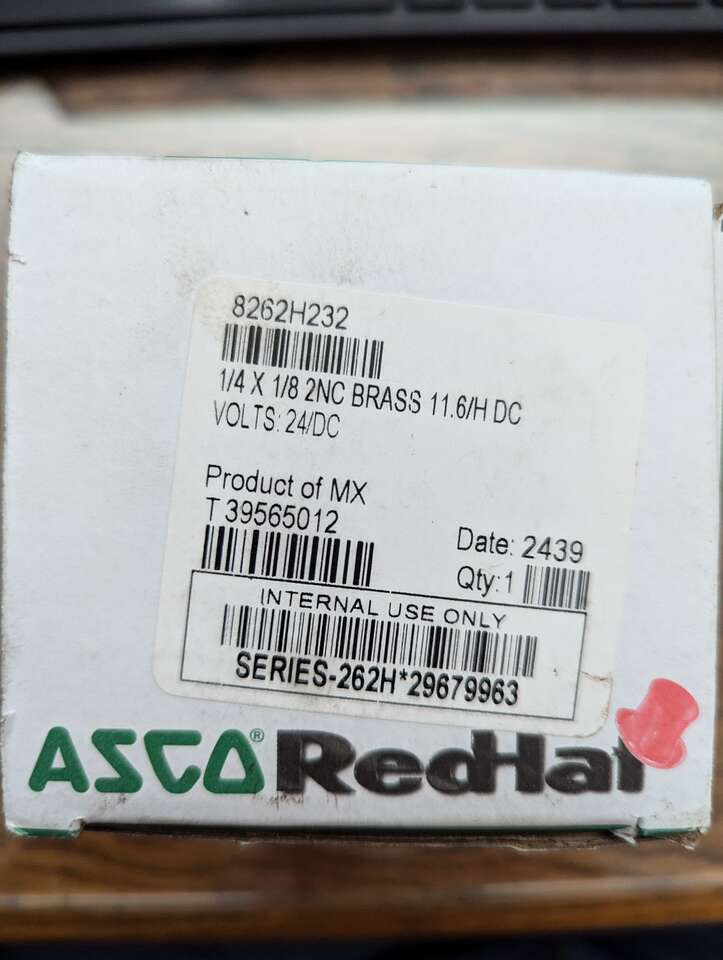 8262H232
1/4 X 1/8 2NC BRASS 11.6/H DC
VOLTS: 24/DC
Product of MX
T 39565012
Date: 2439
Qty:1
INTERNAL USE ONLY
SERIES-262H*29679963
ASCO® RedHat